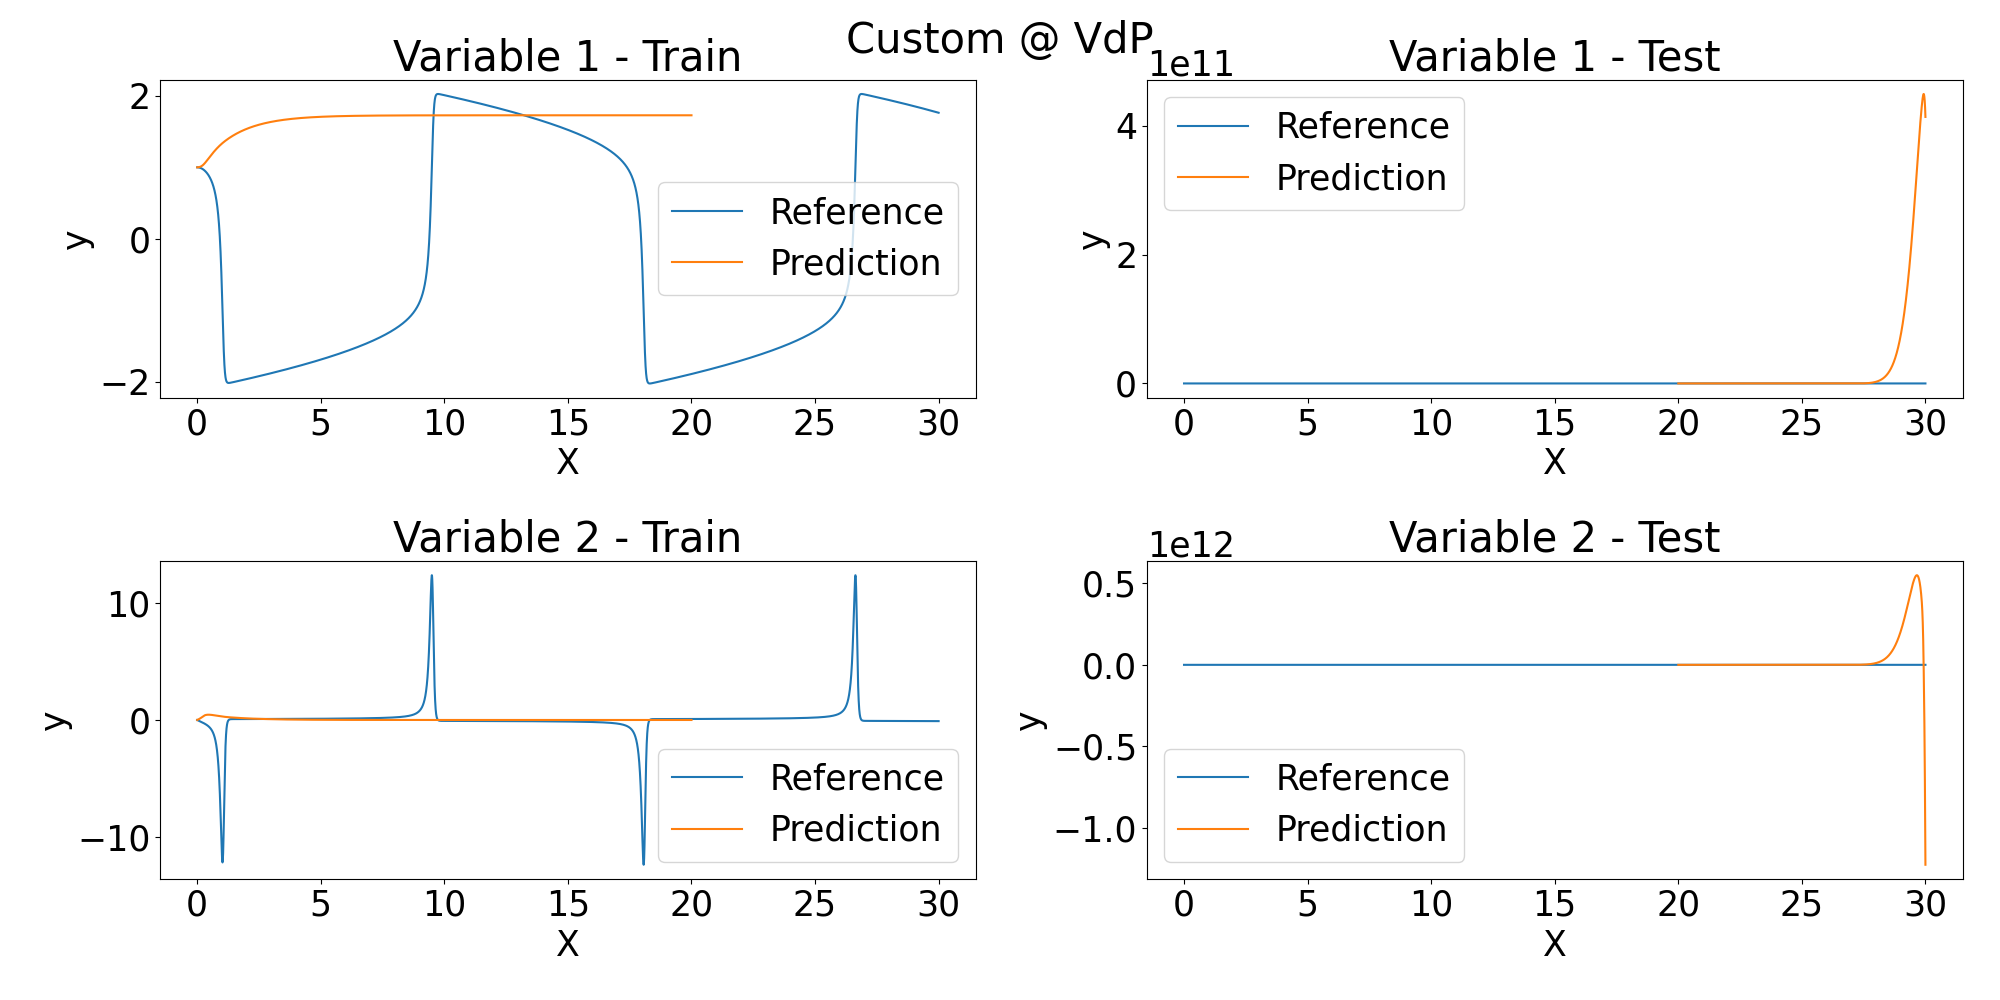 Custom @ VdP
Variable 1 - Train
2
0
−2
y
0 5 10 15 20 25 30
X
Reference
Prediction
Variable 1 - Test
1e11
4
2
0
y
0 5 10 15 20 25 30
X
Reference
Prediction
Variable 2 - Train
10
0
−10
y
0 5 10 15 20 25 30
X
Reference
Prediction
Variable 2 - Test
1e12
0.5
0.0
−0.5
−1.0
y
0 5 10 15 20 25 30
X
Reference
Prediction